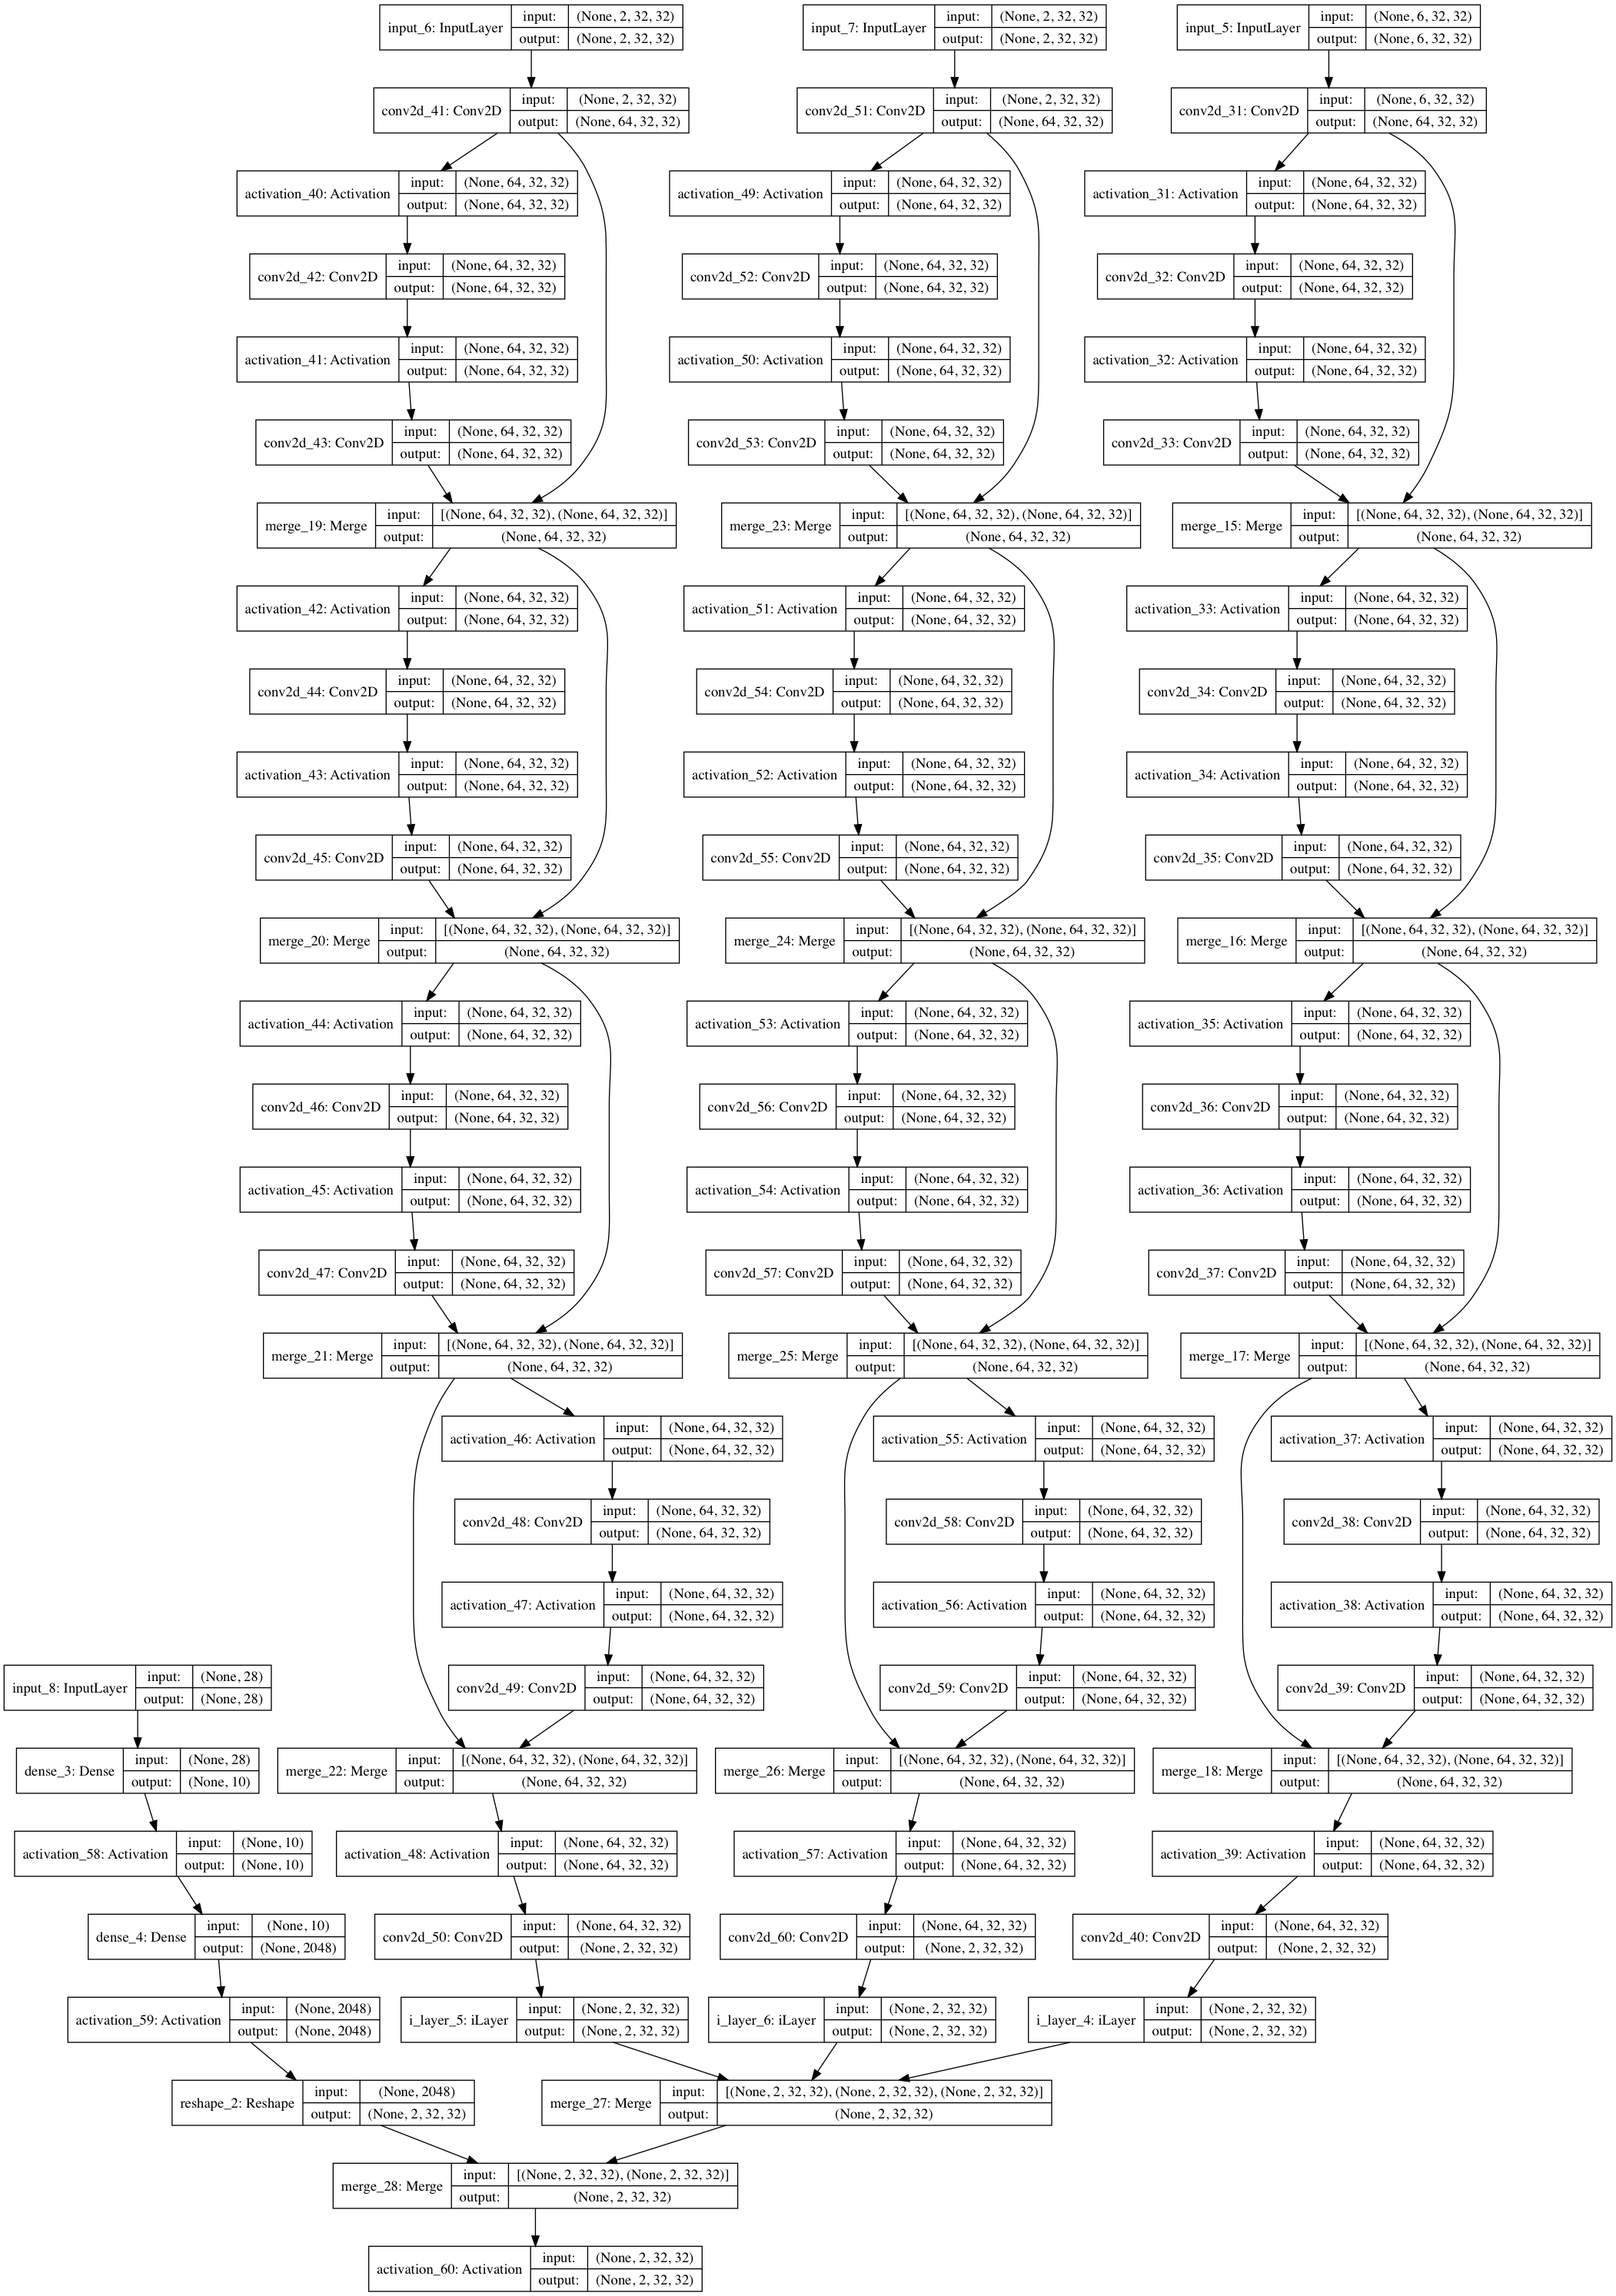 input_6: InputLayer
input: (None, 2, 32, 32)
output: (None, 2, 32, 32)
input_7: InputLayer
input: (None, 2, 32, 32)
output: (None, 2, 32, 32)
input_5: InputLayer
input: (None, 6, 32, 32)
output: (None, 6, 32, 32)
conv2d_41: Conv2D
input: (None, 2, 32, 32)
output: (None, 64, 32, 32)
conv2d_51: Conv2D
input: (None, 2, 32, 32)
output: (None, 64, 32, 32)
conv2d_31: Conv2D
input: (None, 6, 32, 32)
output: (None, 64, 32, 32)
activation_40: Activation
input: (None, 64, 32, 32)
output: (None, 64, 32, 32)
activation_49: Activation
input: (None, 64, 32, 32)
output: (None, 64, 32, 32)
activation_31: Activation
input: (None, 64, 32, 32)
output: (None, 64, 32, 32)
conv2d_42: Conv2D
input: (None, 64, 32, 32)
output: (None, 64, 32, 32)
conv2d_52: Conv2D
input: (None, 64, 32, 32)
output: (None, 64, 32, 32)
conv2d_32: Conv2D
input: (None, 64, 32, 32)
output: (None, 64, 32, 32)
activation_41: Activation
input: (None, 64, 32, 32)
output: (None, 64, 32, 32)
activation_50: Activation
input: (None, 64, 32, 32)
output: (None, 64, 32, 32)
activation_32: Activation
input: (None, 64, 32, 32)
output: (None, 64, 32, 32)
conv2d_43: Conv2D
input: (None, 64, 32, 32)
output: (None, 64, 32, 32)
conv2d_53: Conv2D
input: (None, 64, 32, 32)
output: (None, 64, 32, 32)
conv2d_33: Conv2D
input: (None, 64, 32, 32)
output: (None, 64, 32, 32)
merge_19: Merge
input: [(None, 64, 32, 32), (None, 64, 32, 32)]
output: (None, 64, 32, 32)
merge_23: Merge
input: [(None, 64, 32, 32), (None, 64, 32, 32)]
output: (None, 64, 32, 32)
merge_15: Merge
input: [(None, 64, 32, 32), (None, 64, 32, 32)]
output: (None, 64, 32, 32)
activation_42: Activation
input: (None, 64, 32, 32)
output: (None, 64, 32, 32)
activation_51: Activation
input: (None, 64, 32, 32)
output: (None, 64, 32, 32)
activation_33: Activation
input: (None, 64, 32, 32)
output: (None, 64, 32, 32)
conv2d_44: Conv2D
input: (None, 64, 32, 32)
output: (None, 64, 32, 32)
conv2d_54: Conv2D
input: (None, 64, 32, 32)
output: (None, 64, 32, 32)
conv2d_34: Conv2D
input: (None, 64, 32, 32)
output: (None, 64, 32, 32)
activation_43: Activation
input: (None, 64, 32, 32)
output: (None, 64, 32, 32)
activation_52: Activation
input: (None, 64, 32, 32)
output: (None, 64, 32, 32)
activation_34: Activation
input: (None, 64, 32, 32)
output: (None, 64, 32, 32)
conv2d_45: Conv2D
input: (None, 64, 32, 32)
output: (None, 64, 32, 32)
conv2d_55: Conv2D
input: (None, 64, 32, 32)
output: (None, 64, 32, 32)
conv2d_35: Conv2D
input: (None, 64, 32, 32)
output: (None, 64, 32, 32)
merge_20: Merge
input: [(None, 64, 32, 32), (None, 64, 32, 32)]
output: (None, 64, 32, 32)
merge_24: Merge
input: [(None, 64, 32, 32), (None, 64, 32, 32)]
output: (None, 64, 32, 32)
merge_16: Merge
input: [(None, 64, 32, 32), (None, 64, 32, 32)]
output: (None, 64, 32, 32)
activation_44: Activation
input: (None, 64, 32, 32)
output: (None, 64, 32, 32)
activation_53: Activation
input: (None, 64, 32, 32)
output: (None, 64, 32, 32)
activation_35: Activation
input: (None, 64, 32, 32)
output: (None, 64, 32, 32)
conv2d_46: Conv2D
input: (None, 64, 32, 32)
output: (None, 64, 32, 32)
conv2d_56: Conv2D
input: (None, 64, 32, 32)
output: (None, 64, 32, 32)
conv2d_36: Conv2D
input: (None, 64, 32, 32)
output: (None, 64, 32, 32)
activation_45: Activation
input: (None, 64, 32, 32)
output: (None, 64, 32, 32)
activation_54: Activation
input: (None, 64, 32, 32)
output: (None, 64, 32, 32)
activation_36: Activation
input: (None, 64, 32, 32)
output: (None, 64, 32, 32)
conv2d_47: Conv2D
input: (None, 64, 32, 32)
output: (None, 64, 32, 32)
conv2d_57: Conv2D
input: (None, 64, 32, 32)
output: (None, 64, 32, 32)
conv2d_37: Conv2D
input: (None, 64, 32, 32)
output: (None, 64, 32, 32)
merge_21: Merge
input: [(None, 64, 32, 32), (None, 64, 32, 32)]
output: (None, 64, 32, 32)
merge_25: Merge
input: [(None, 64, 32, 32), (None, 64, 32, 32)]
output: (None, 64, 32, 32)
merge_17: Merge
input: [(None, 64, 32, 32), (None, 64, 32, 32)]
output: (None, 64, 32, 32)
activation_46: Activation
input: (None, 64, 32, 32)
output: (None, 64, 32, 32)
activation_55: Activation
input: (None, 64, 32, 32)
output: (None, 64, 32, 32)
activation_37: Activation
input: (None, 64, 32, 32)
output: (None, 64, 32, 32)
conv2d_48: Conv2D
input: (None, 64, 32, 32)
output: (None, 64, 32, 32)
conv2d_58: Conv2D
input: (None, 64, 32, 32)
output: (None, 64, 32, 32)
conv2d_38: Conv2D
input: (None, 64, 32, 32)
output: (None, 64, 32, 32)
activation_47: Activation
input: (None, 64, 32, 32)
output: (None, 64, 32, 32)
activation_56: Activation
input: (None, 64, 32, 32)
output: (None, 64, 32, 32)
activation_38: Activation
input: (None, 64, 32, 32)
output: (None, 64, 32, 32)
input_8: InputLayer
input: (None, 28)
output: (None, 28)
conv2d_49: Conv2D
input: (None, 64, 32, 32)
output: (None, 64, 32, 32)
conv2d_59: Conv2D
input: (None, 64, 32, 32)
output: (None, 64, 32, 32)
conv2d_39: Conv2D
input: (None, 64, 32, 32)
output: (None, 64, 32, 32)
dense_3: Dense
input: (None, 28)
output: (None, 10)
merge_22: Merge
input: [(None, 64, 32, 32), (None, 64, 32, 32)]
output: (None, 64, 32, 32)
merge_26: Merge
input: [(None, 64, 32, 32), (None, 64, 32, 32)]
output: (None, 64, 32, 32)
merge_18: Merge
input: [(None, 64, 32, 32), (None, 64, 32, 32)]
output: (None, 64, 32, 32)
activation_58: Activation
input: (None, 10)
output: (None, 10)
activation_48: Activation
input: (None, 64, 32, 32)
output: (None, 64, 32, 32)
activation_57: Activation
input: (None, 64, 32, 32)
output: (None, 64, 32, 32)
activation_39: Activation
input: (None, 64, 32, 32)
output: (None, 64, 32, 32)
dense_4: Dense
input: (None, 10)
output: (None, 2048)
conv2d_50: Conv2D
input: (None, 64, 32, 32)
output: (None, 2, 32, 32)
conv2d_60: Conv2D
input: (None, 64, 32, 32)
output: (None, 2, 32, 32)
conv2d_40: Conv2D
input: (None, 64, 32, 32)
output: (None, 2, 32, 32)
activation_59: Activation
input: (None, 2048)
output: (None, 2048)
i_layer_5: iLayer
input: (None, 2, 32, 32)
output: (None, 2, 32, 32)
i_layer_6: iLayer
input: (None, 2, 32, 32)
output: (None, 2, 32, 32)
i_layer_4: iLayer
input: (None, 2, 32, 32)
output: (None, 2, 32, 32)
reshape_2: Reshape
input: (None, 2048)
output: (None, 2, 32, 32)
merge_27: Merge
input: [(None, 2, 32, 32), (None, 2, 32, 32), (None, 2, 32, 32)]
output: (None, 2, 32, 32)
merge_28: Merge
input: [(None, 2, 32, 32), (None, 2, 32, 32)]
output: (None, 2, 32, 32)
activation_60: Activation
input: (None, 2, 32, 32)
output: (None, 2, 32, 32)